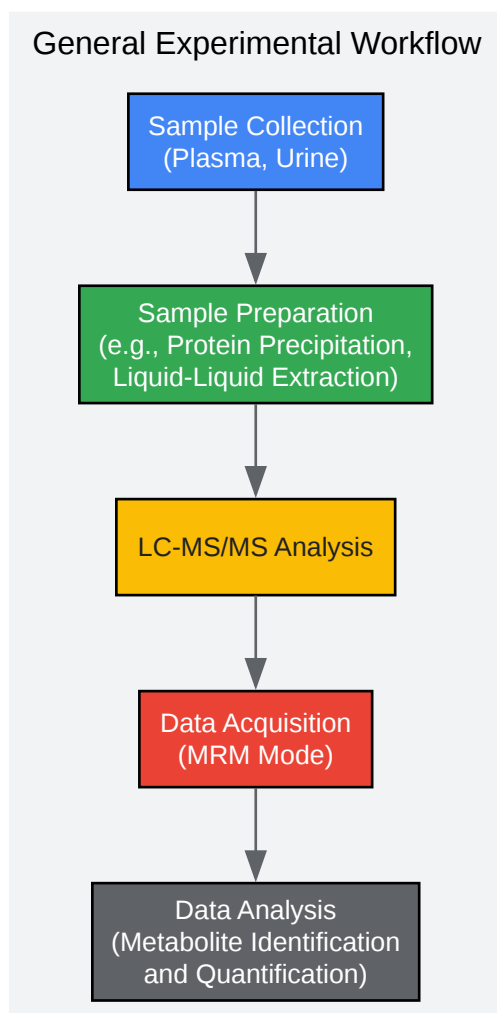 General Experimental Workflow
Sample Collection
(Plasma, Urine)
Sample Preparation
(e.g., Protein Precipitation,
Liquid-Liquid Extraction)
LC-MS/MS Analysis
Data Acquisition
(MRM Mode)
Data Analysis
(Metabolite Identification
and Quantification)